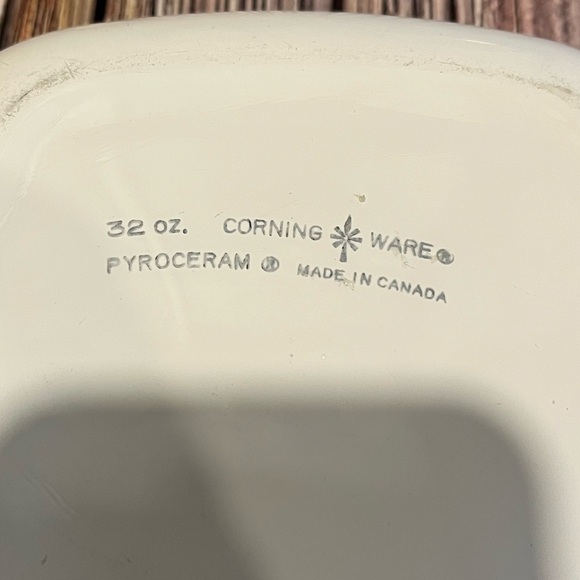 32 OZ. CORNING WARE®
PYROCERAM ® MADE IN CANADA